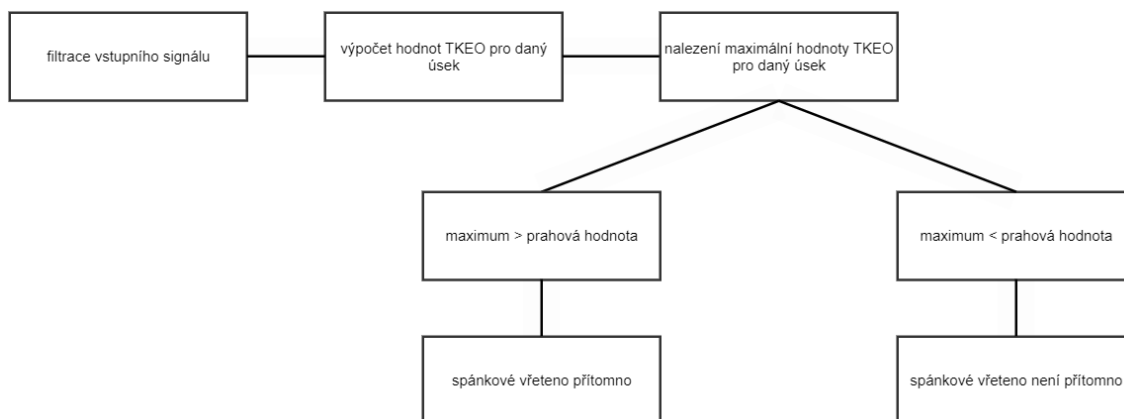 filtrace vstupního signálu
výpočet hodnot TKEO pro daný
úsek
nalezení maximální hodnoty TKEO
pro daný úsek
maximum > prahová hodnota
maximum < prahová hodnota
spánkové vřeteno přítomno
spánkové vřeteno není přítomno